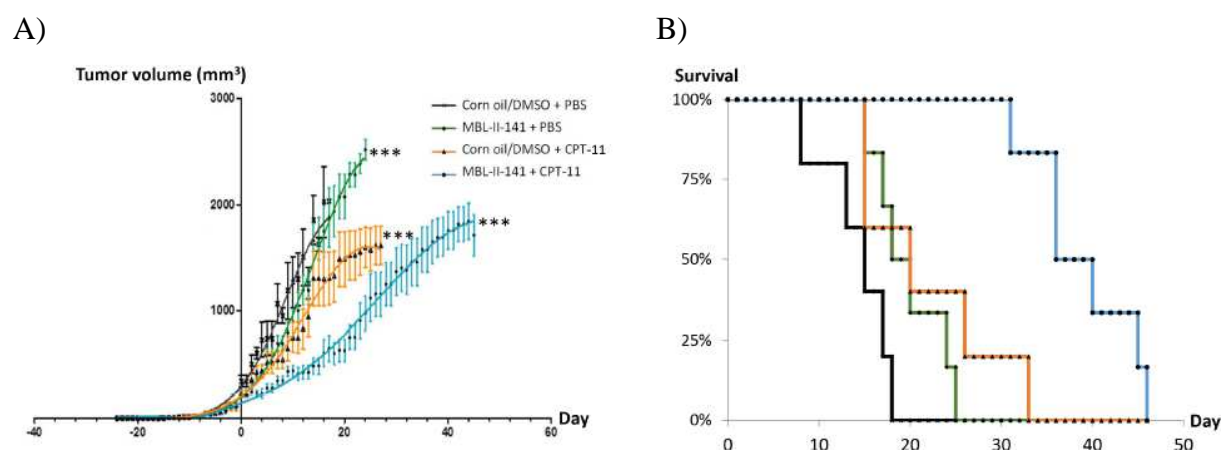 A)
B)
Tumor volume (mm³)
3000
2000
1000
-40
-20
0
20
40
60
Day
Corn oil/DMSO + PBS
MBL-II-141 + PBS
Corn oil/DMSO + CPT-11
MBL-II-141 + CPT-11
***
***
***
Survival
100%
75%
50%
25%
0%
0
10
20
30
40
50
Day